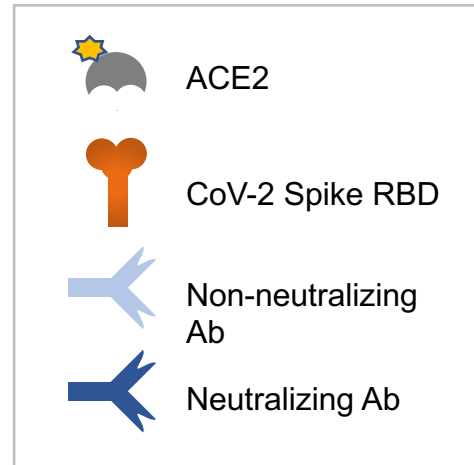 ACE2
CoV-2 Spike RBD
Non-neutralizing
Ab
Neutralizing Ab